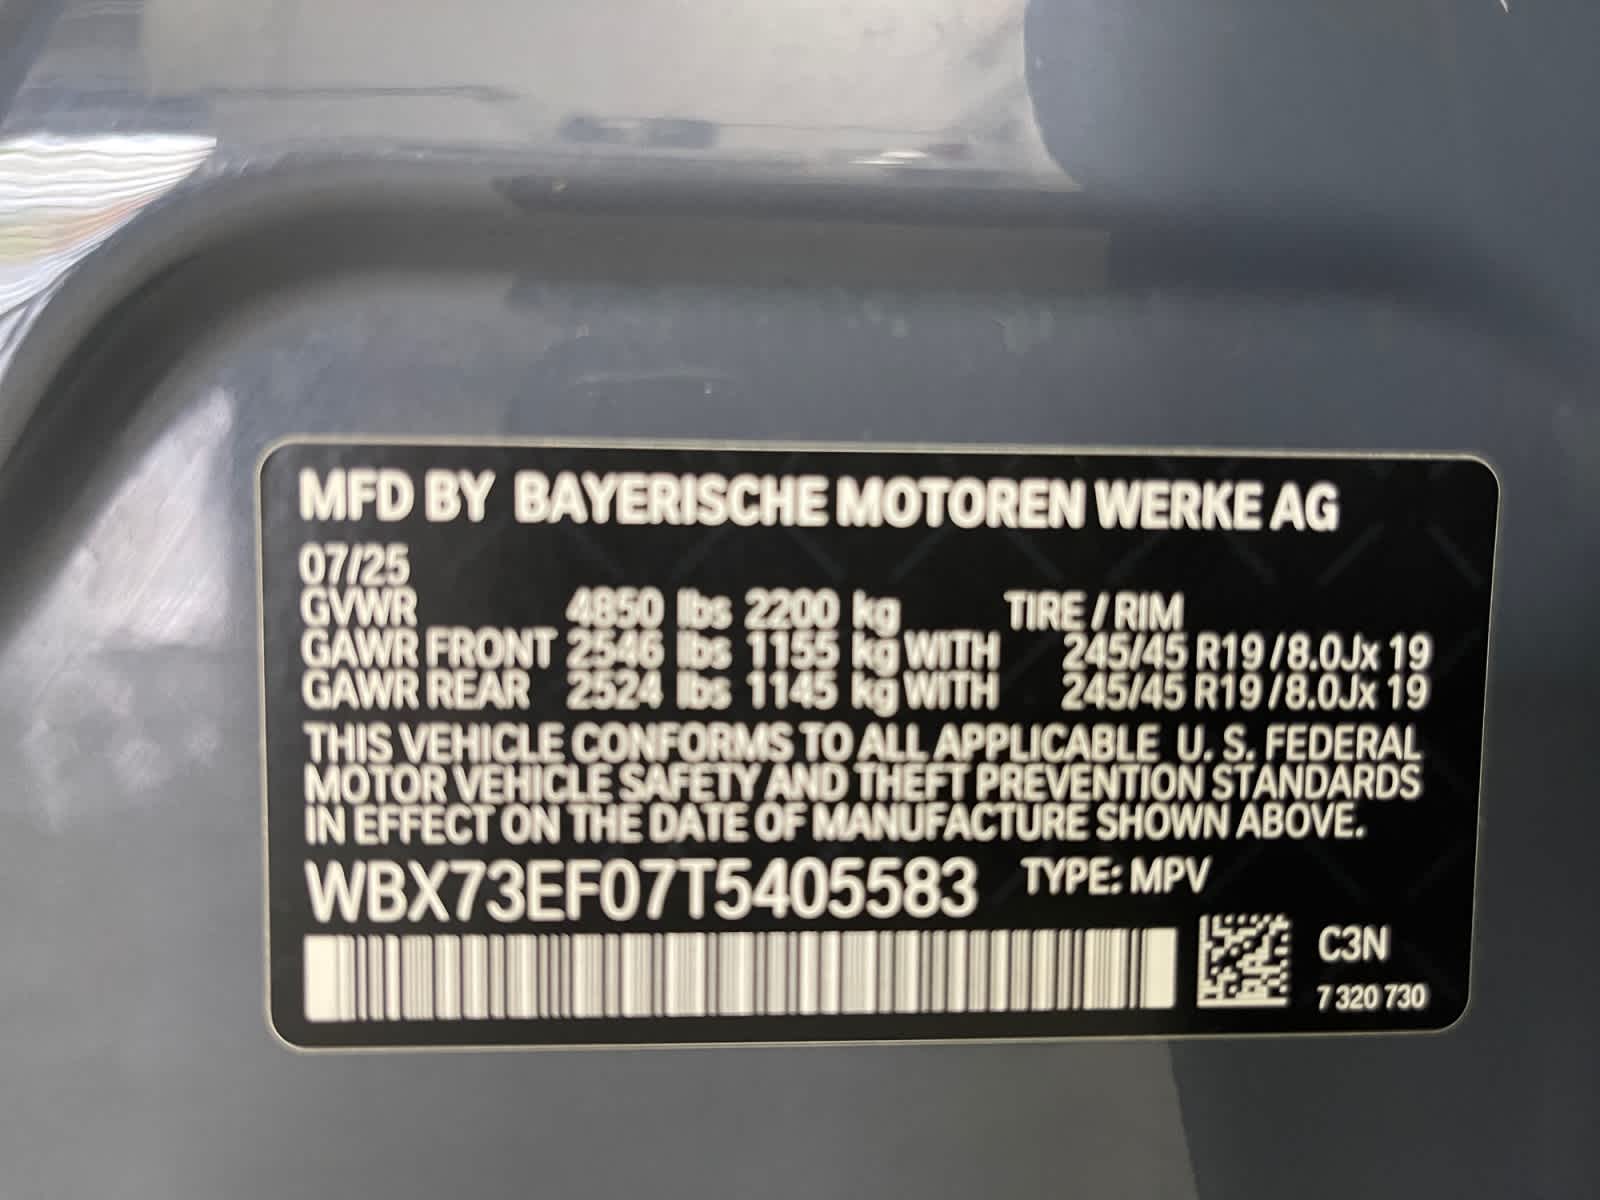 MFD BY BAYERISCHE MOTOREN WERKE AG
07/25
GVWR 4850 lbs 2200 kg TIRE / RIM
GAWR FRONT 2546 lbs 1155 kg WITH 245/45 R19 / 8.0Jx 19
GAWR REAR 2524 lbs 1145 kg WITH 245/45 R19 / 8.0Jx 19
THIS VEHICLE CONFORMS TO ALL APPLICABLE U. S. FEDERAL
MOTOR VEHICLE SAFETY AND THEFT PREVENTION STANDARDS
IN EFFECT ON THE DATE OF MANUFACTURE SHOWN ABOVE.
WBX73EF07T5405583 TYPE: MPV
C3N
7 320 730